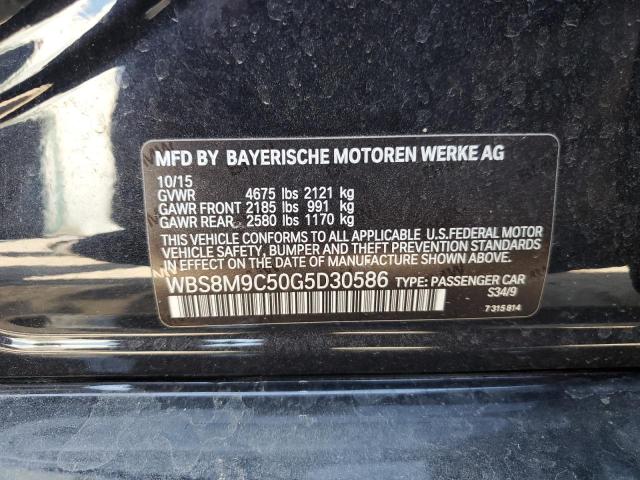 MFD BY BAYERISCHE MOTOREN WERKE AG
10/15
GVWR 4675 lbs 2121 kg
GAWR FRONT 2185 lbs 991 kg
GAWR REAR 2580 lbs 1170 kg
THIS VEHICLE CONFORMS TO ALL APPLICABLE U.S.FEDERAL MOTOR
VEHICLE SAFETY, BUMPER AND THEFT PREVENTION STANDARDS
IN EFFECT ON THE DATE OF MANUFACTURE SHOWN ABOVE.
WBS8M9C50G5D30586 TYPE: PASSENGER CAR
S34/9
7 315 814